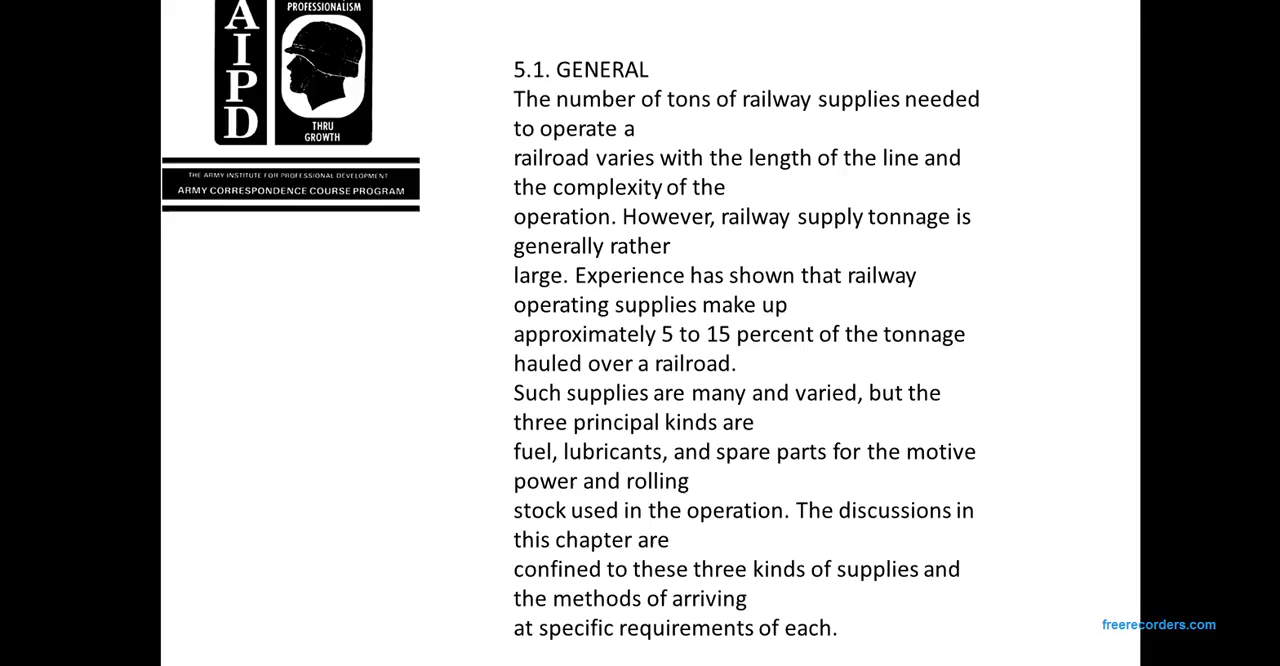 AIPD
PROFESSIONALISM
THRU
GROWTH
THE ARMY INSTITUTE FOR PROFESSIONAL DEVELOPMENT
ARMY CORRESPONDENCE COURSE PROGRAM
5.1. GENERAL
The number of tons of railway supplies needed
to operate a
railroad varies with the length of the line and
the complexity of the
operation. However, railway supply tonnage is
generally rather
large. Experience has shown that railway
operating supplies make up
approximately 5 to 15 percent of the tonnage
hauled over a railroad.
Such supplies are many and varied, but the
three principal kinds are
fuel, lubricants, and spare parts for the motive
power and rolling
stock used in the operation. The discussions in
this chapter are
confined to these three kinds of supplies and
the methods of arriving
at specific requirements of each.
freerecorders.com